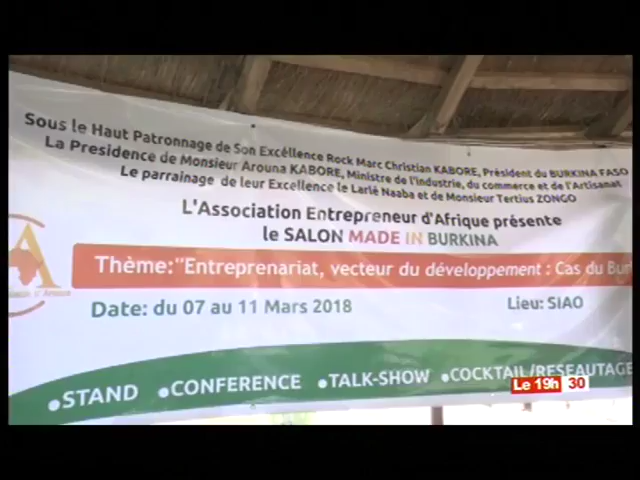 Sous le Haut Patronnage de Son Excéllence Rock Marc Christian KABORE, Président du BURKINA FASO
La Presidence de Monsieur Arouna KABORE, Ministre de l'Industrie, du commerce et de l'Artisanat
Le parrainage de leur Excellence le Larlé Naaba et de Monsieur Tertius ZONGO
L'Association Entrepreneur d'Afrique présente
le SALON MADE IN BURKINA
Thème:"Entreprenariat, vecteur du développement : Cas du
Date: du 07 au 11 Mars 2018
Lieu: SIAO
•STAND •CONFERENCE •TALK-SHOW •COCKTAIL/RESEAUTAGE
Le 19h 30